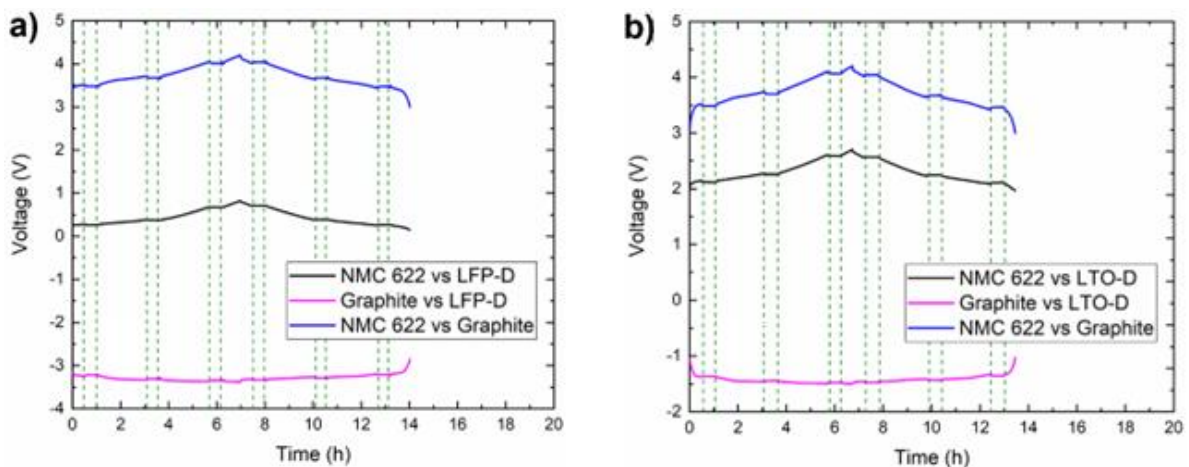 a)
5
4
3
2
1
0
-1
-2
-3
-4
Voltage (V)
NMC 622 vs LFP-D
Graphite vs LFP-D
NMC 622 vs Graphite
0 2 4 6 8 10 12 14 16 18 20
Time (h)
b)
5
4
3
2
1
0
-1
-2
Voltage (V)
NMC 622 vs LTO-D
Graphite vs LTO-D
NMC 622 vs Graphite
0 2 4 6 8 10 12 14 16 18 20
Time (h)